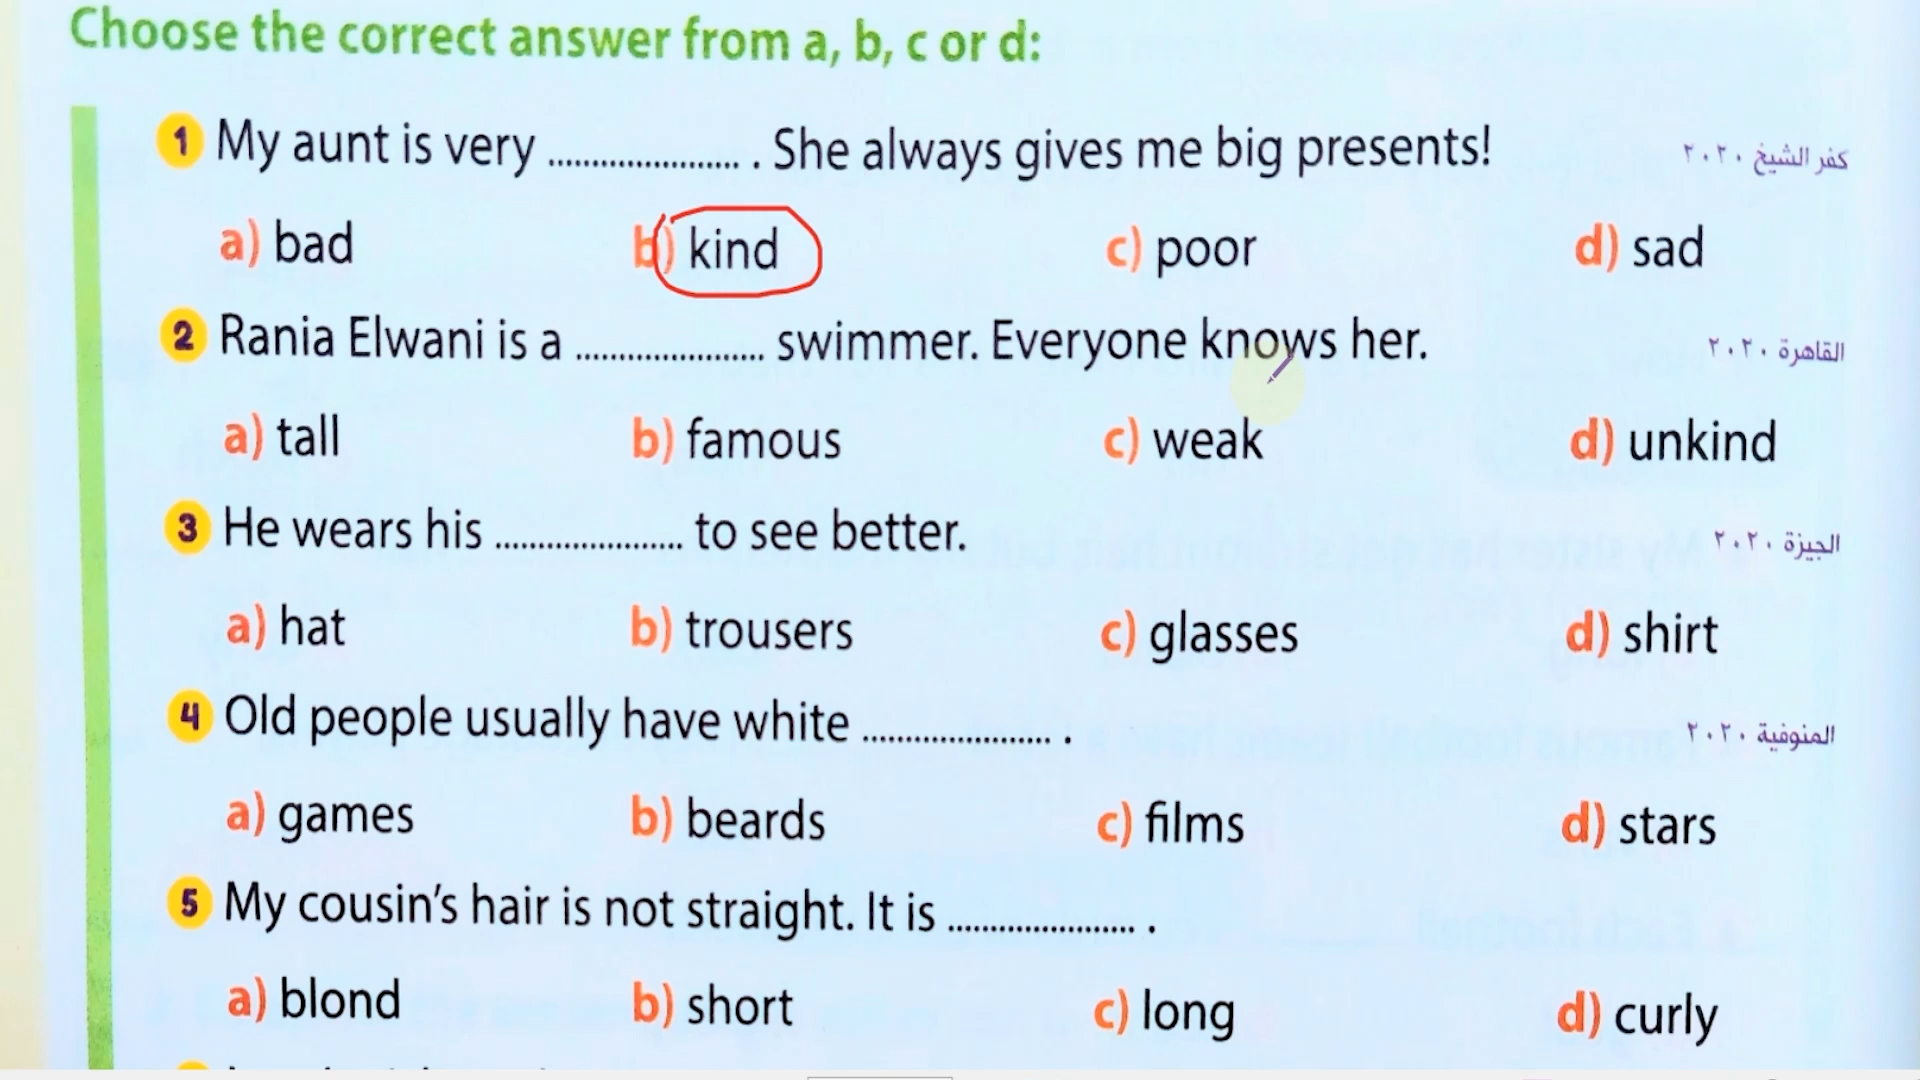 Choose the correct answer from a, b, c or d:
1 My aunt is very ...................... . She always gives me big presents! كفر الشيخ ٢٠٢٠
a) bad b) kind c) poor d) sad
2 Rania Elwani is a ...................... swimmer. Everyone knows her. القاهرة ٢٠٢٠
a) tall b) famous c) weak d) unkind
3 He wears his ...................... to see better. الجيزة ٢٠٢٠
a) hat b) trousers c) glasses d) shirt
4 Old people usually have white ...................... . المنوفية ٢٠٢٠
a) games b) beards c) films d) stars
5 My cousin's hair is not straight. It is ...................... .
a) blond b) short c) long d) curly